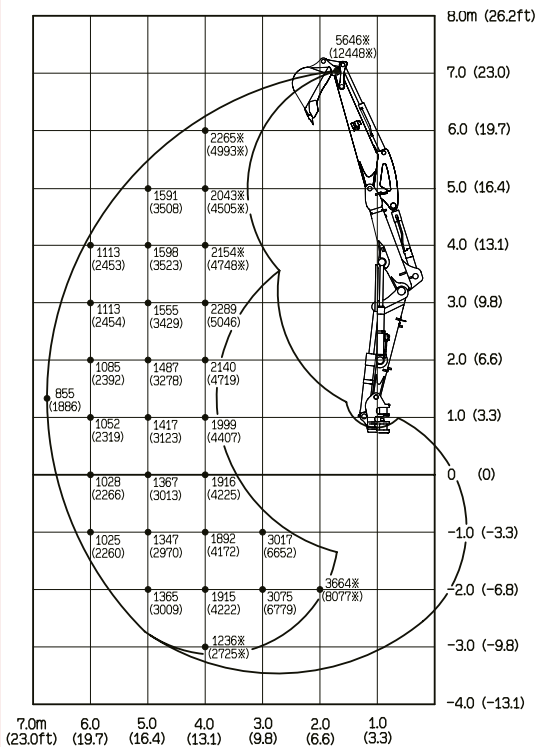 8.0m (26.2ft)
5646※
(12448※)
7.0 (23.0)
6.0 (19.7)
2265※
(4993※)
5.0 (16.4)
1591 2043※
(3508) (4505※)
4.0 (13.1)
1113 1598 2154※
(2453) (3523) (4748※)
3.0 (9.8)
1113 1555 2289
(2454) (3429) (5046)
2.0 (6.6)
1085 1487 2140
(2392) (3278) (4719)
855
(1886)
1.0 (3.3)
1052 1417 1999
(2319) (3123) (4407)
0 (0)
1028 1367 1916
(2266) (3013) (4225)
-1.0 (-3.3)
1025 1347 1892 3017
(2260) (2970) (4172) (6652)
-2.0 (-6.8)
1365 1915 3075 3664※
(3009) (4222) (6779) (8077※)
1236※
(2725※)
-3.0 (-9.8)
-4.0 (-13.1)
7.0m 6.0 5.0 4.0 3.0 2.0 1.0
(23.0ft) (19.7) (16.4) (13.1) (9.8) (6.6) (3.3)